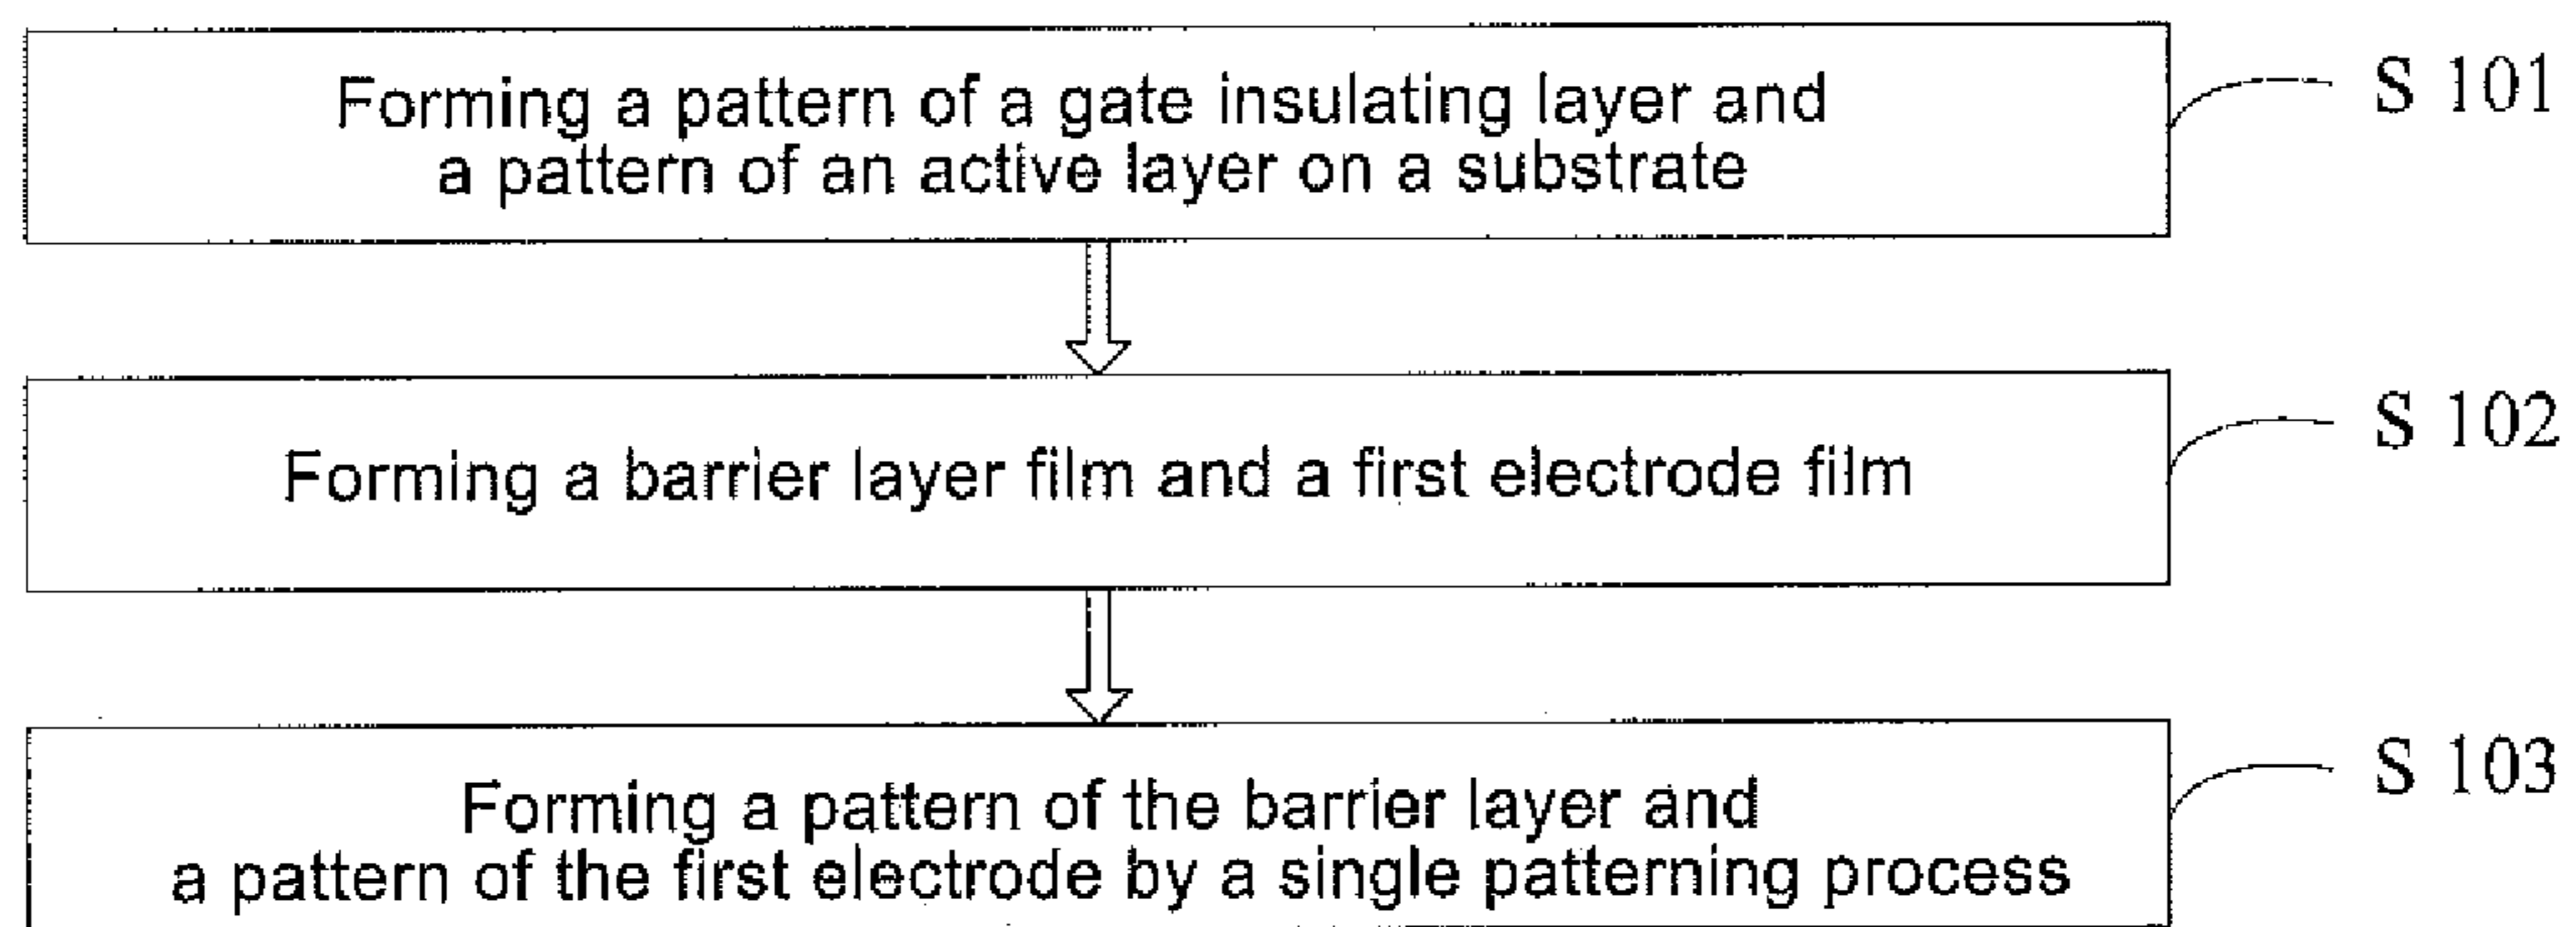 Forming a pattern of a gate insulating layer and
a pattern of an active layer on a substrate
S 101
Forming a barrier layer film and a first electrode film
S 102
Forming a pattern of the barrier layer and
a pattern of the first electrode by a single patterning process
S 103